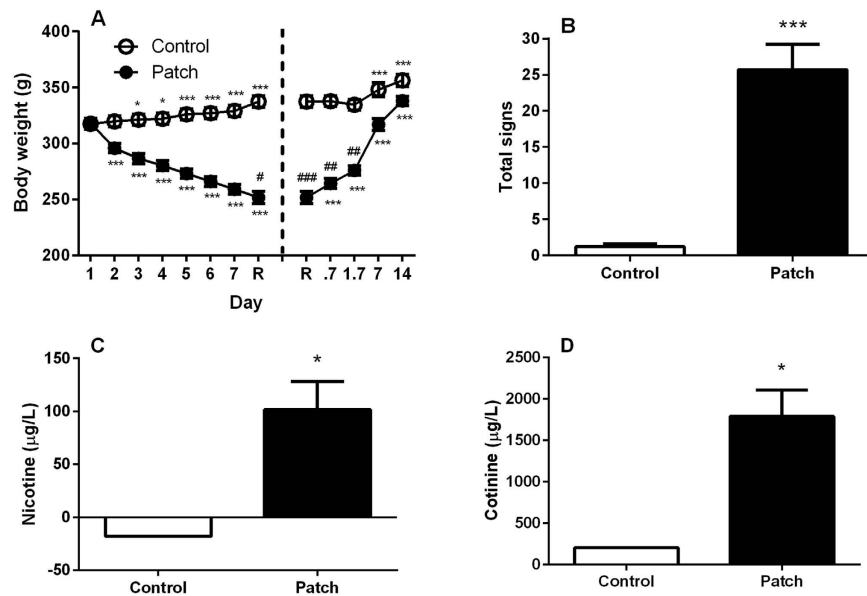 A
Control
Patch
Body weight (g)
400
350
300
250
200
* * *** *** *** ***
*** *** *** *** *** *** ***
#
### ## ##
*** ***
*** *** *** ***
1 2 3 4 5 6 7 R R .7 1.7 7 14
Day
B
***
Total signs
30
25
20
15
10
5
0
Control Patch
C
*
Nicotine (μg/L)
150
100
50
0
-50
Control Patch
D
*
Cotinine (μg/L)
2500
2000
1500
1000
500
0
Control Patch